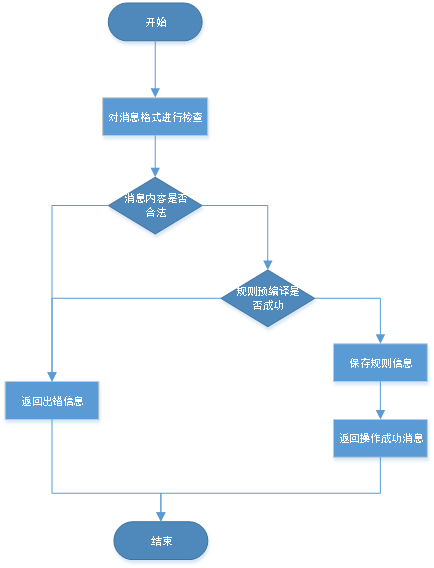 开始
对消息格式进行检查
消息内容是否
合法
规则预编译是
否成功
保存规则信息
返回出错信息
返回操作成功消息
结束